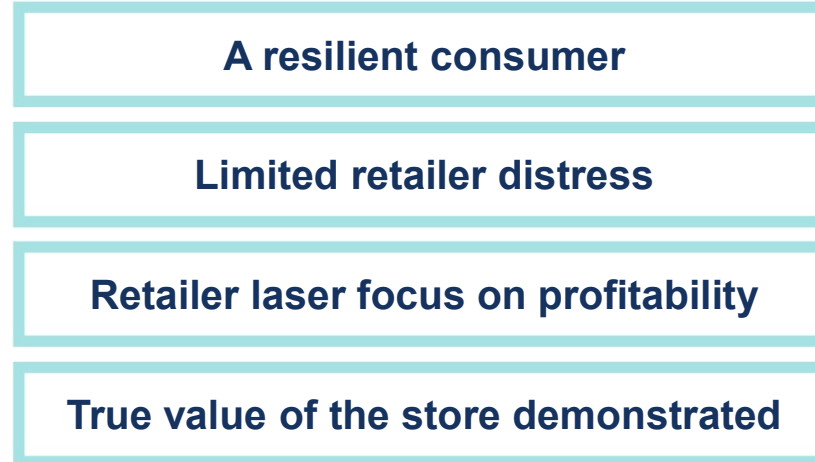 A resilient consumer
Limited retailer distress
Retailer laser focus on profitability
True value of the store demonstrated